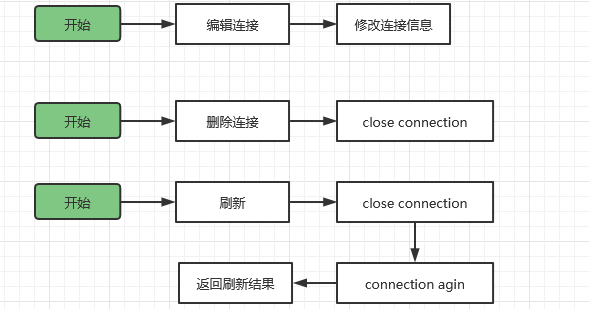 开始
编辑连接
修改连接信息
开始
删除连接
close connection
开始
刷新
close connection
connection agin
返回刷新结果